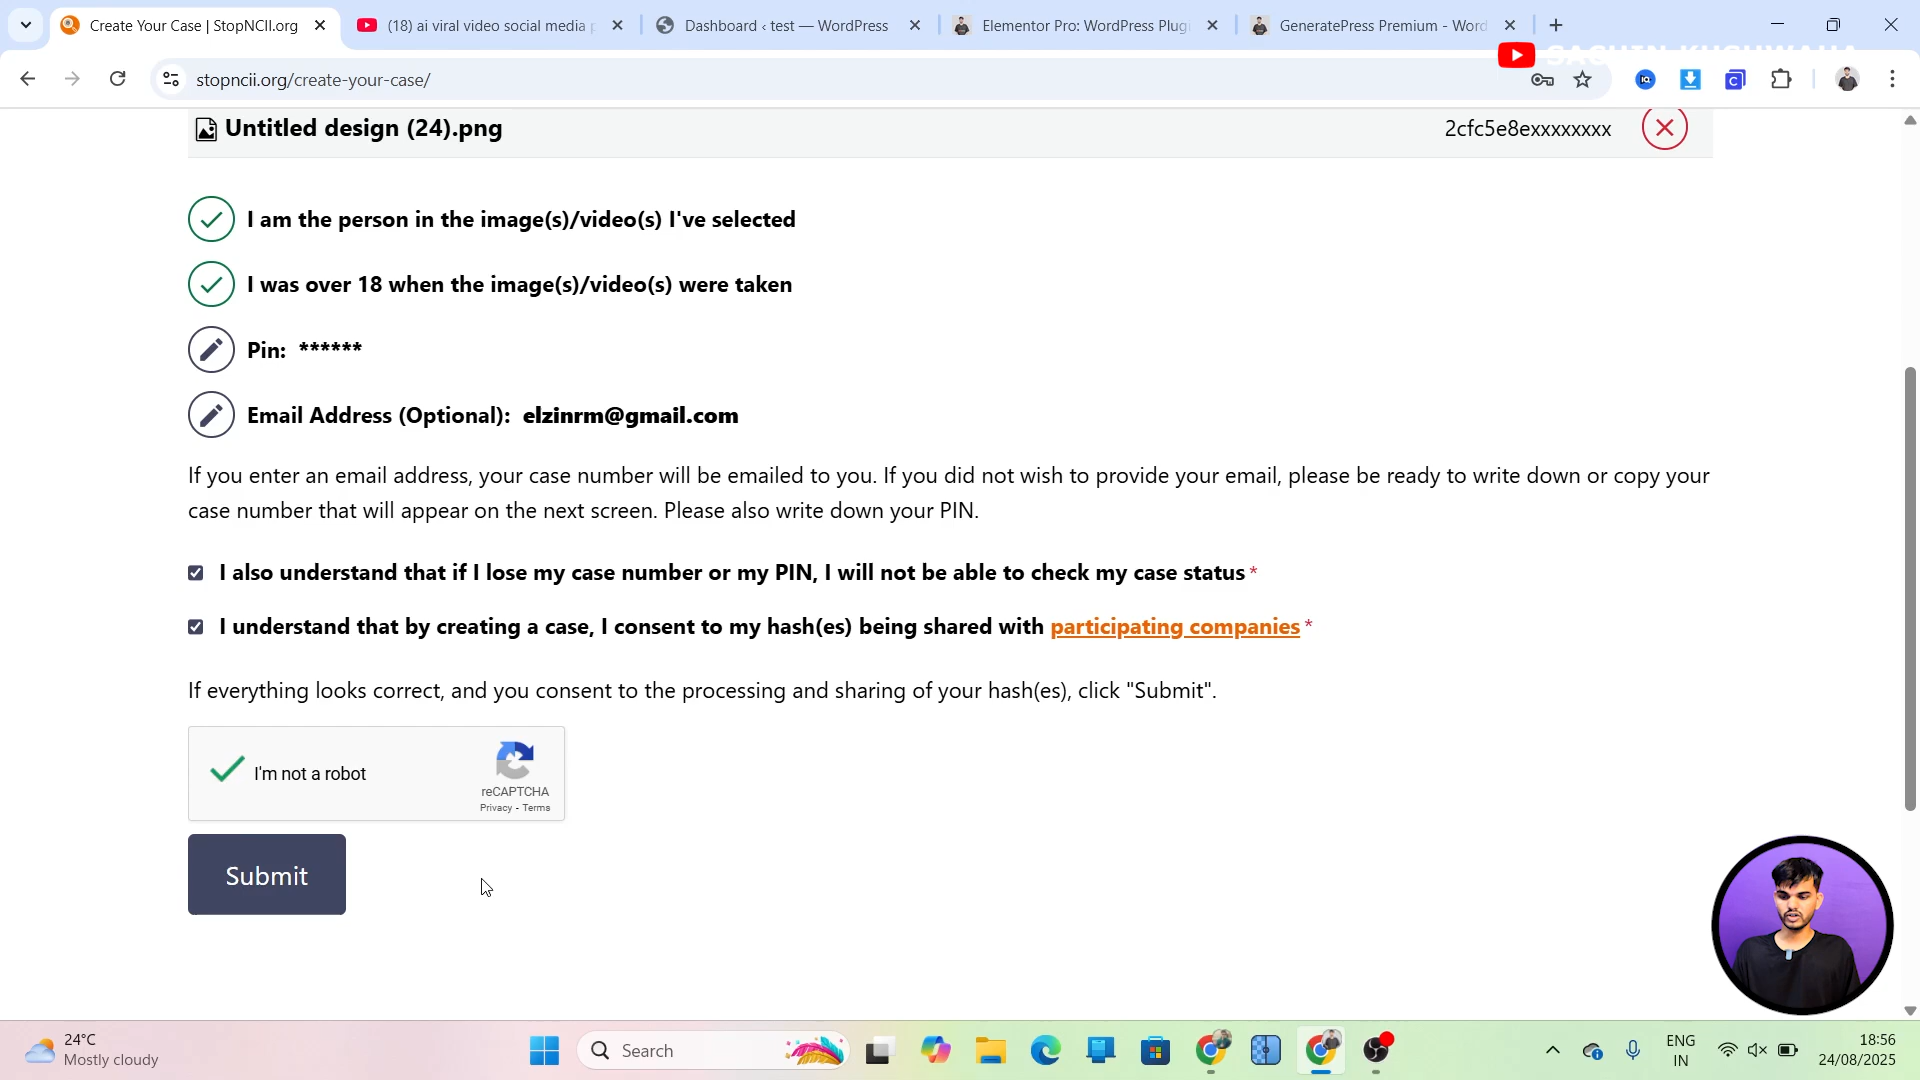 Create Your Case | StopNCII.org
(18) ai viral video social media p
Dashboard ‹ test — WordPress
Elementor Pro: WordPress Plugi
GeneratePress Premium - Word
SACHIN KUSHWAHA
stopncii.org/create-your-case/
Untitled design (24).png
2cfc5e8exxxxxxxx
I am the person in the image(s)/video(s) I've selected
I was over 18 when the image(s)/video(s) were taken
Pin: ******
Email Address (Optional): elzinrm@gmail.com
If you enter an email address, your case number will be emailed to you. If you did not wish to provide your email, please be ready to write down or copy your
case number that will appear on the next screen. Please also write down your PIN.
I also understand that if I lose my case number or my PIN, I will not be able to check my case status*
I understand that by creating a case, I consent to my hash(es) being shared with participating companies*
If everything looks correct, and you consent to the processing and sharing of your hash(es), click "Submit".
I'm not a robot
reCAPTCHA
Privacy - Terms
Submit
24°C
Mostly cloudy
Search
ENG
IN
18:56
24/08/2025